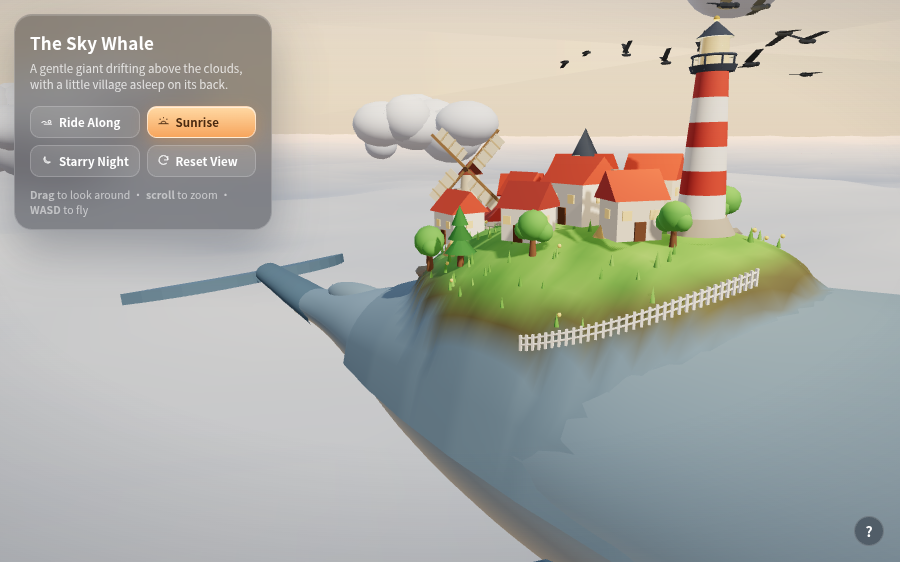 The Sky Whale
A gentle giant drifting above the clouds,
with a little village asleep on its back.
Ride Along
Sunrise
Starry Night
Reset View
Drag to look around • scroll to zoom •
WASD to fly
?